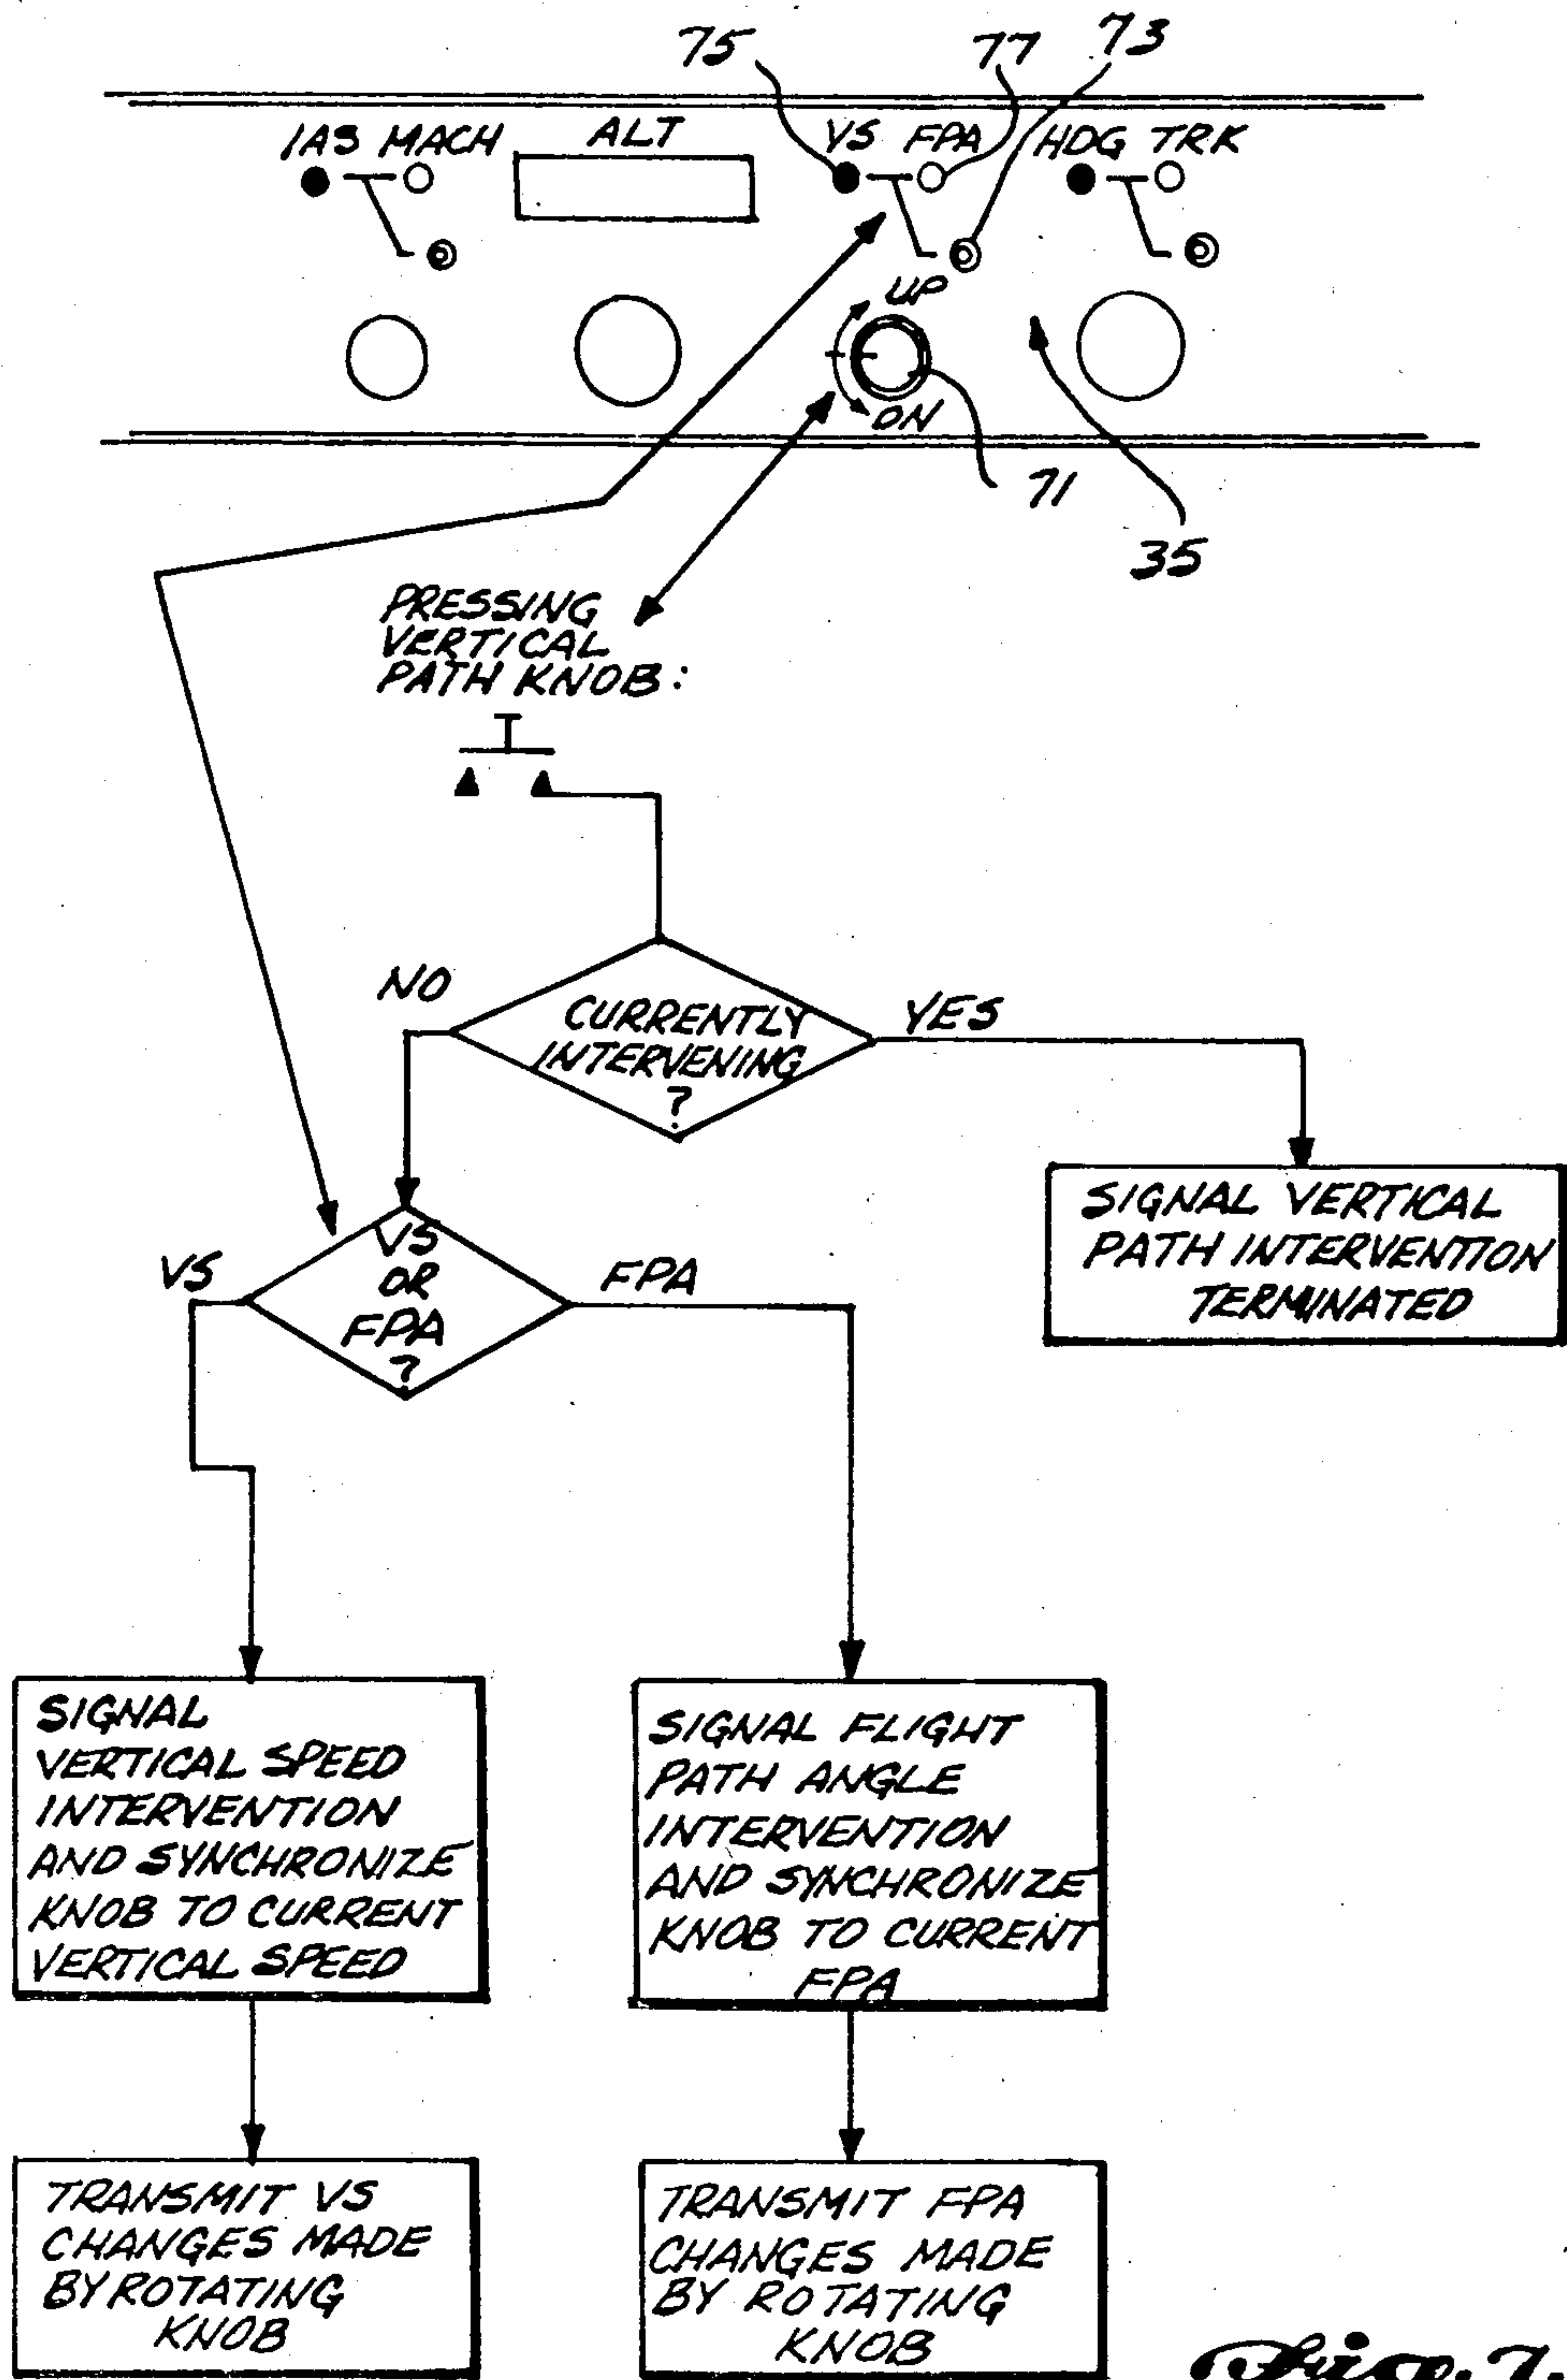 75 77 73
IAS MACH ALT VS FPA HDG TRK
UP
ON
71
35
PRESSING
VERTICAL
PATH KNOB:
NO
YES
CURRENTLY
INTERVENING
?
SIGNAL VERTICAL
PATH INTERVENTION
TERMINATED
VS
FPA
VS
OR
FPA
?
SIGNAL
VERTICAL SPEED
INTERVENTION
AND SYNCHRONIZE
KNOB TO CURRENT
VERTICAL SPEED
SIGNAL FLIGHT
PATH ANGLE
INTERVENTION
AND SYNCHRONIZE
KNOB TO CURRENT
FPA
TRANSMIT VS
CHANGES MADE
BY ROTATING
KNOB
TRANSMIT FPA
CHANGES MADE
BY ROTATING
KNOB
Fig. 7.